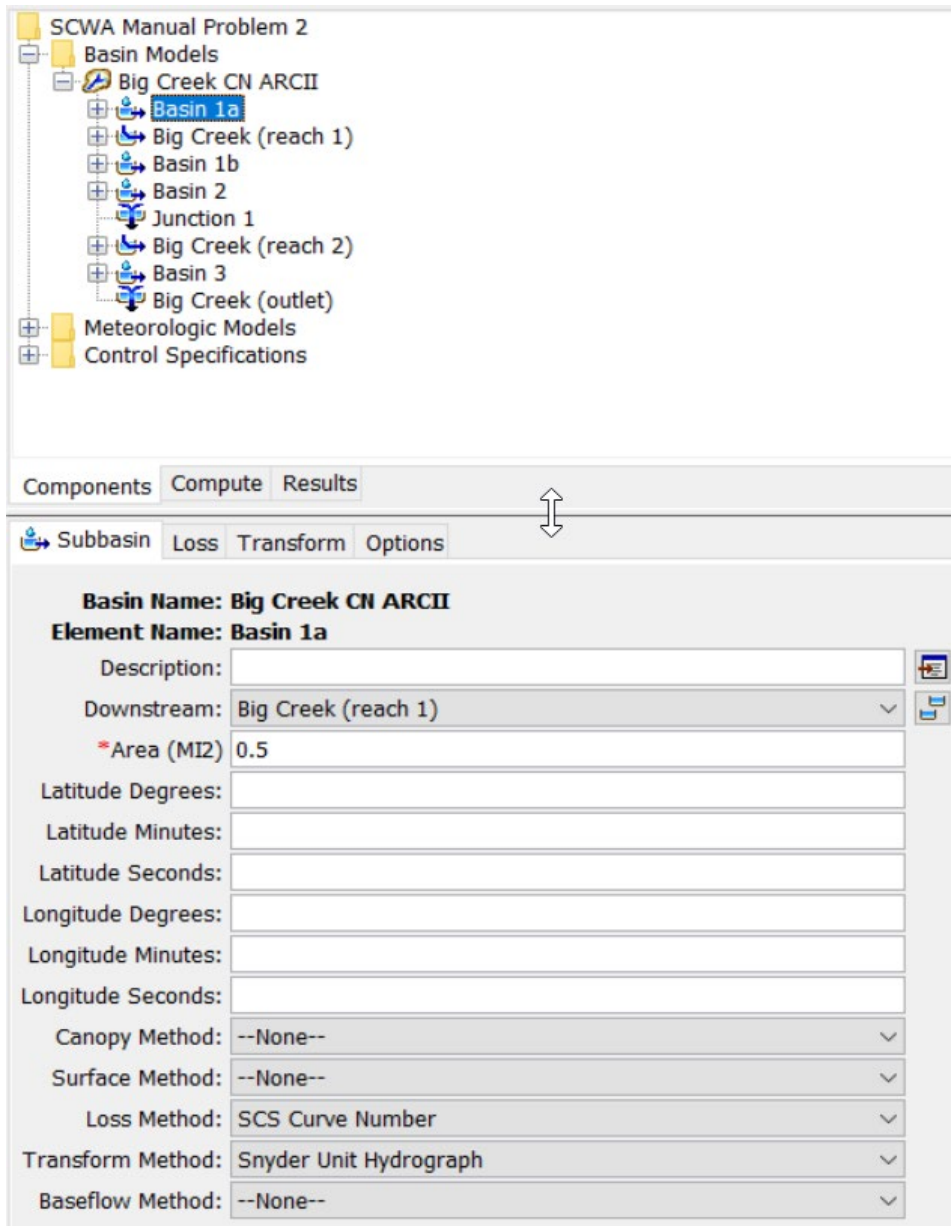 SCWA Manual Problem 2
Basin Models
Big Creek CN ARCII
Basin 1a
Big Creek (reach 1)
Basin 1b
Basin 2
Junction 1
Big Creek (reach 2)
Basin 3
Big Creek (outlet)
Meteorologic Models
Control Specifications
Components Compute Results
Subbasin Loss Transform Options
Basin Name: Big Creek CN ARCII
Element Name: Basin 1a
Description:
Downstream: Big Creek (reach 1)
*Area (MI2) 0.5
Latitude Degrees:
Latitude Minutes:
Latitude Seconds:
Longitude Degrees:
Longitude Minutes:
Longitude Seconds:
Canopy Method: --None--
Surface Method: --None--
Loss Method: SCS Curve Number
Transform Method: Snyder Unit Hydrograph
Baseflow Method: --None--